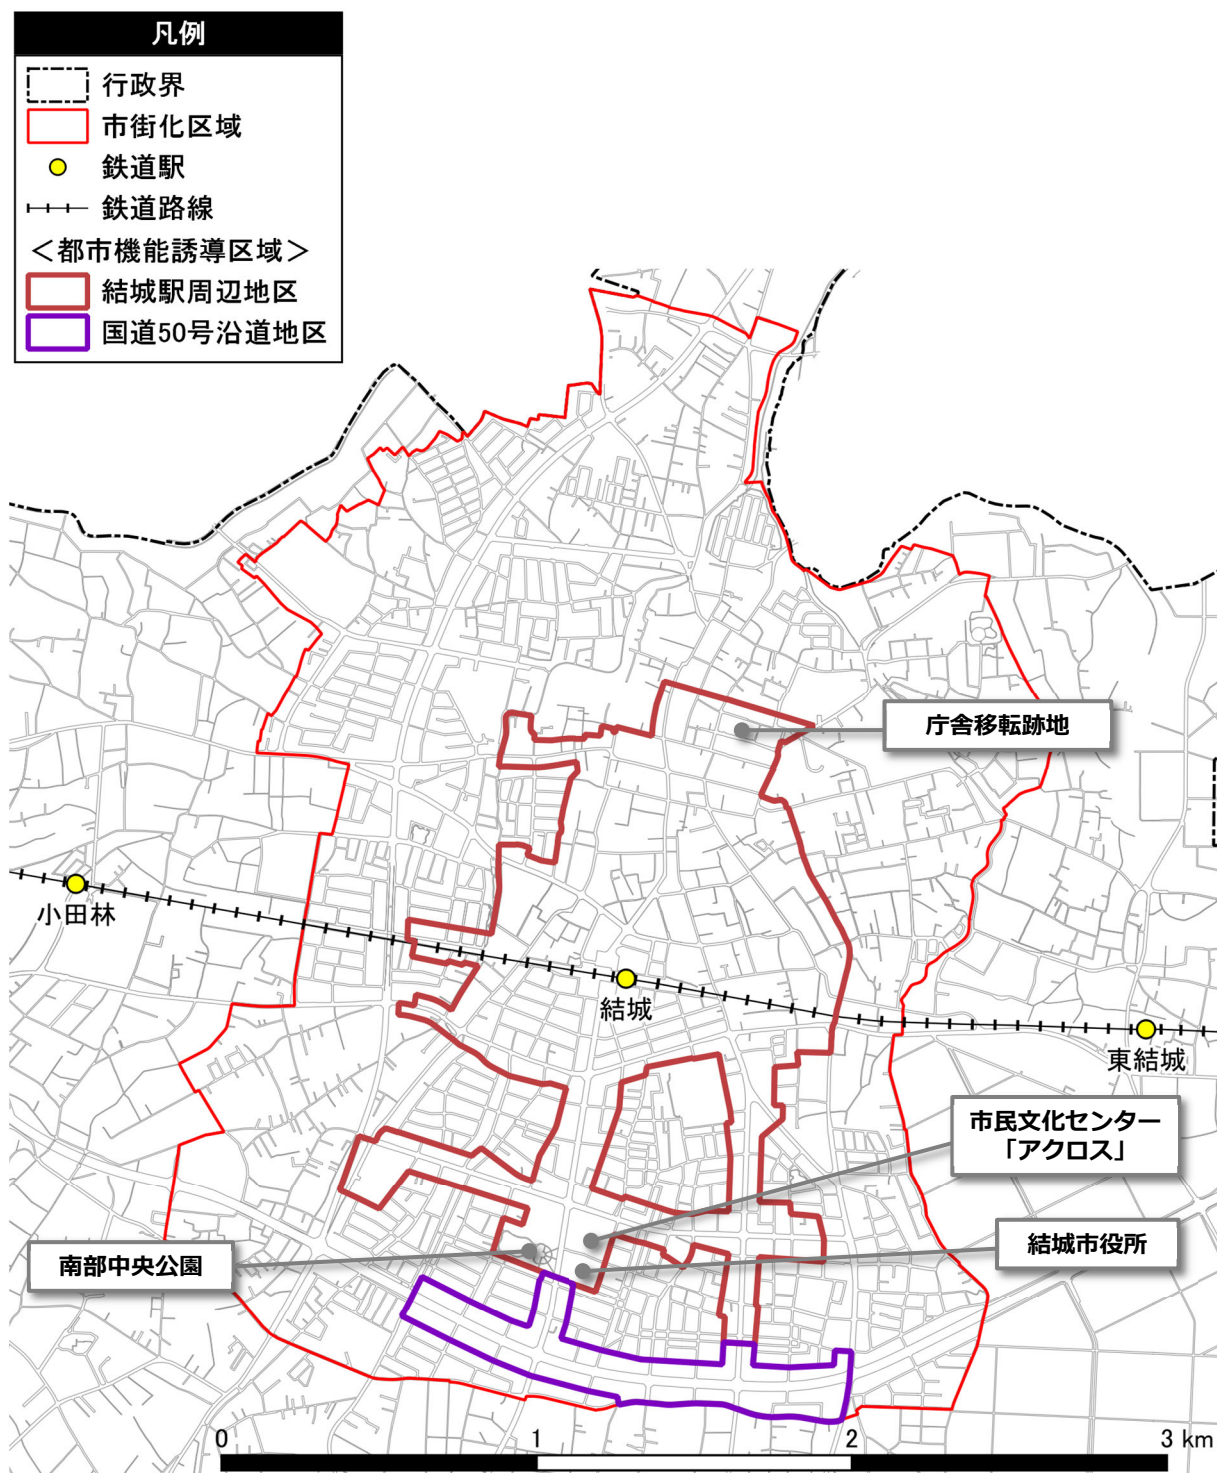 凡例
行政界
市街化区域
鉄道駅
鉄道路線
＜都市機能誘導区域＞
結城駅周辺地区
国道50号沿道地区
庁舎移転跡地
小田林
結城
東結城
市民文化センター
「アクロス」
結城市役所
南部中央公園
0 1 2 3 km